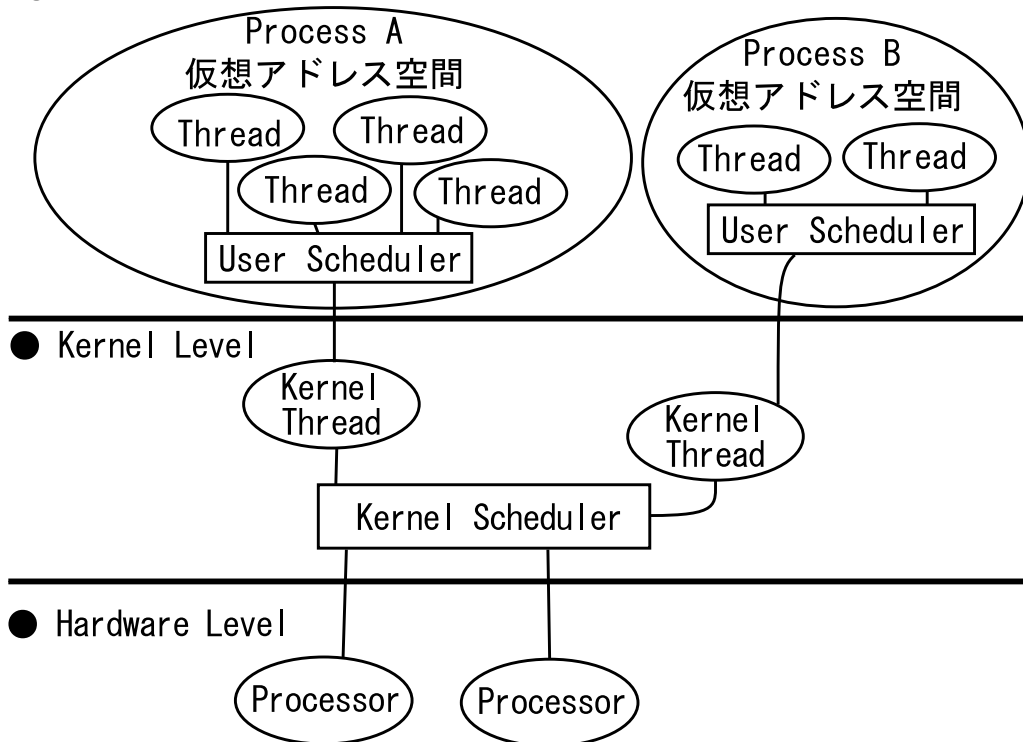 Process A
仮想アドレス空間
Thread
Thread
Thread
Thread
User Scheduler
Process B
仮想アドレス空間
Thread
Thread
User Scheduler
● Kernel Level
Kernel
Thread
Kernel
Thread
Kernel Scheduler
● Hardware Level
Processor
Processor